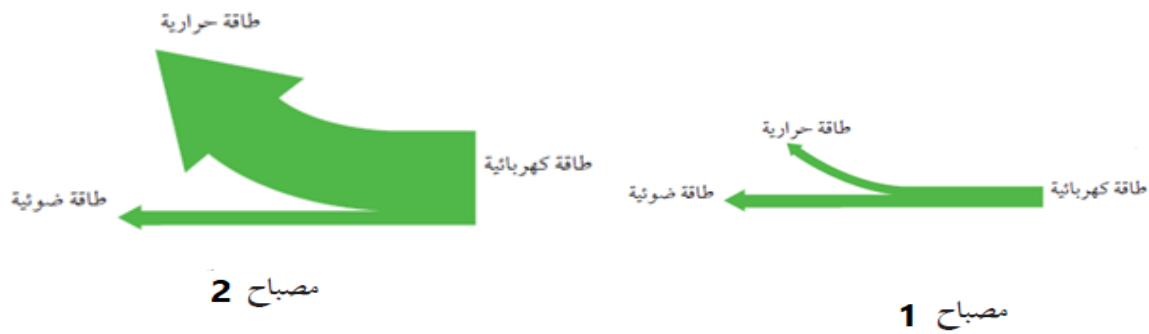 طاقة حرارية
طاقة كهربائية
طاقة ضوئية
مصباح 1
طاقة حرارية
طاقة كهربائية
طاقة ضوئية
مصباح 2